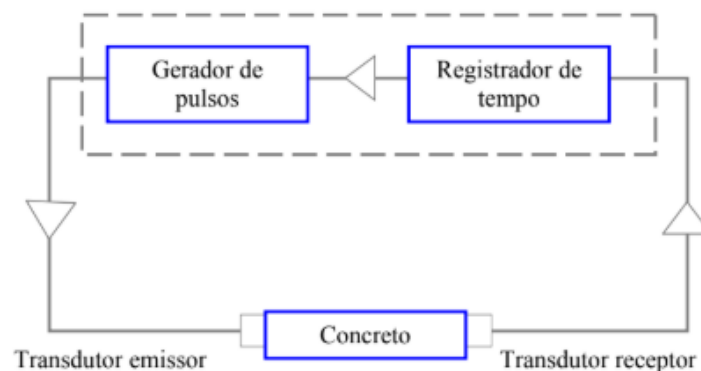 Gerador de
pulsos
Registrador de
tempo
Concreto
Transdutor emissor
Transdutor receptor